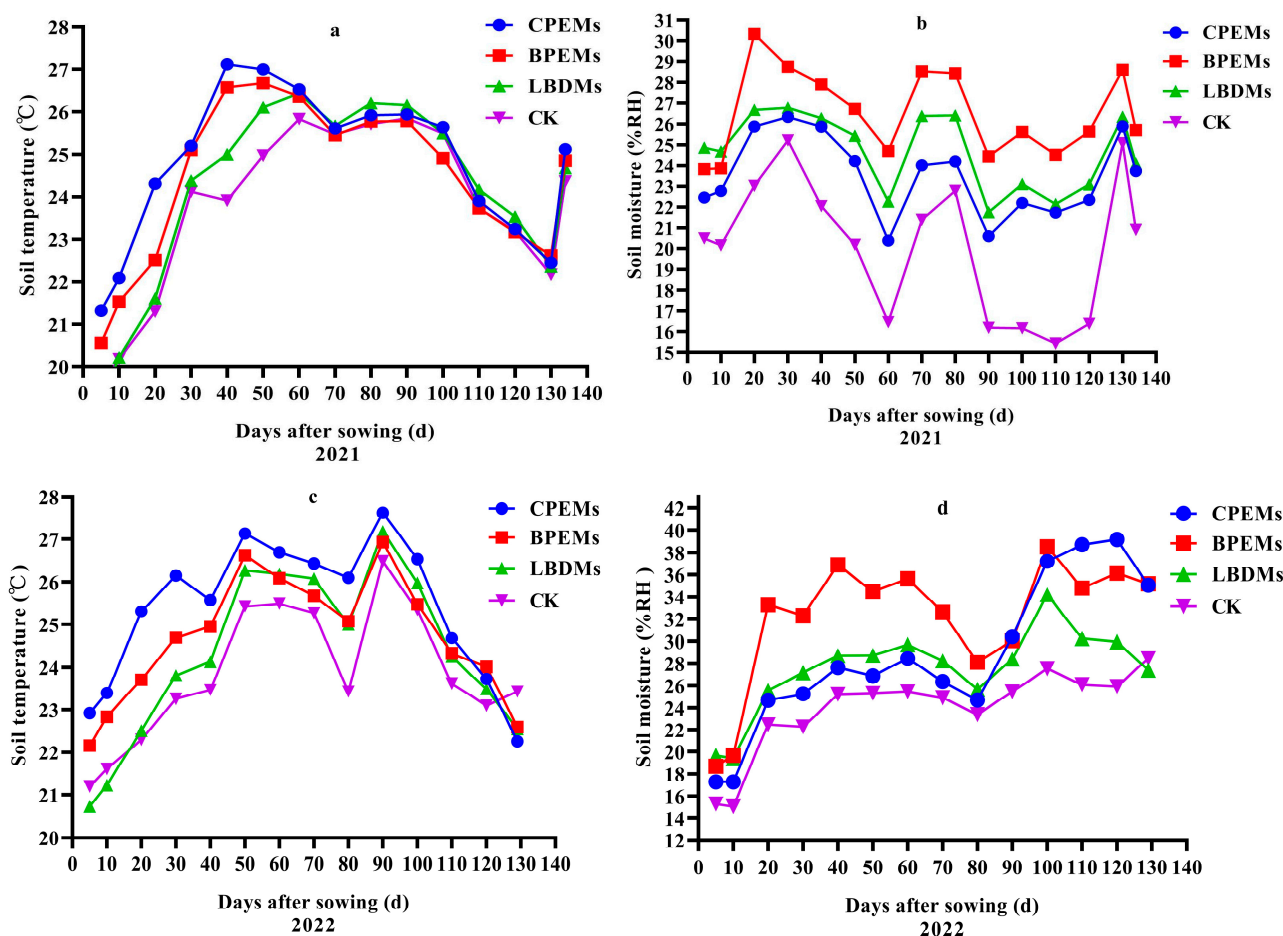 a
CPEMs
BPEMs
LBDMs
CK
Soil temperature (℃)
28
27
26
25
24
23
22
21
20
0 10 20 30 40 50 60 70 80 90 100 110 120 130 140
Days after sowing (d)
2021
b
CPEMs
BPEMs
LBDMs
CK
Soil moisture (%RH)
31
30
29
28
27
26
25
24
23
22
21
20
19
18
17
16
15
0 10 20 30 40 50 60 70 80 90 100 110 120 130 140
Days after sowing (d)
2021
c
CPEMs
BPEMs
LBDMs
CK
Soil temperature (℃)
28
27
26
25
24
23
22
21
20
0 10 20 30 40 50 60 70 80 90 100 110 120 130 140
Days after sowing (d)
2022
d
CPEMs
BPEMs
LBDMs
CK
Soil moisture (%RH)
42
40
38
36
34
32
30
28
26
24
22
20
18
16
14
12
0 10 20 30 40 50 60 70 80 90 100 110 120 130 140
Days after sowing (d)
2022